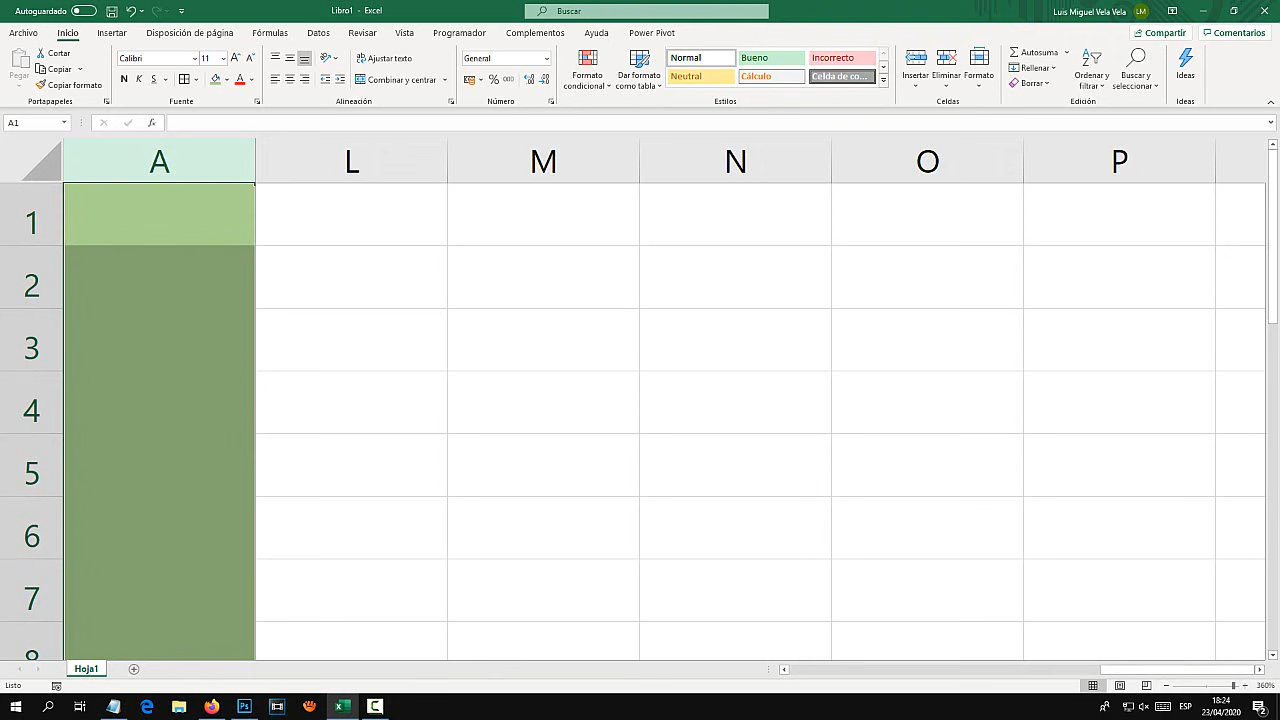 Autoguardado
Libro1 - Excel
Buscar
Luis Miguel Vela Vela
LM
Archivo
Inicio
Insertar
Disposición de página
Fórmulas
Datos
Revisar
Vista
Programador
Complementos
Ayuda
Power Pivot
Compartir
Comentarios
Pegar
Cortar
Copiar
Copiar formato
Portapapeles
Calibri
11
N K S
Fuente
Ajustar texto
Combinar y centrar
Alineación
General
% 000
Número
Formato
condicional
Dar formato
como tabla
Normal
Bueno
Incorrecto
Neutral
Cálculo
Celda de co...
Estilos
Insertar
Eliminar
Formato
Celdas
Autosuma
Rellenar
Borrar
Ordenar y
filtrar
Buscar y
seleccionar
Edición
Ideas
Ideas
A1
fx
A L M N O P
1
2
3
4
5
6
7
8
Hoja1
Listo
360%
ESP
18:24
23/04/2020
2